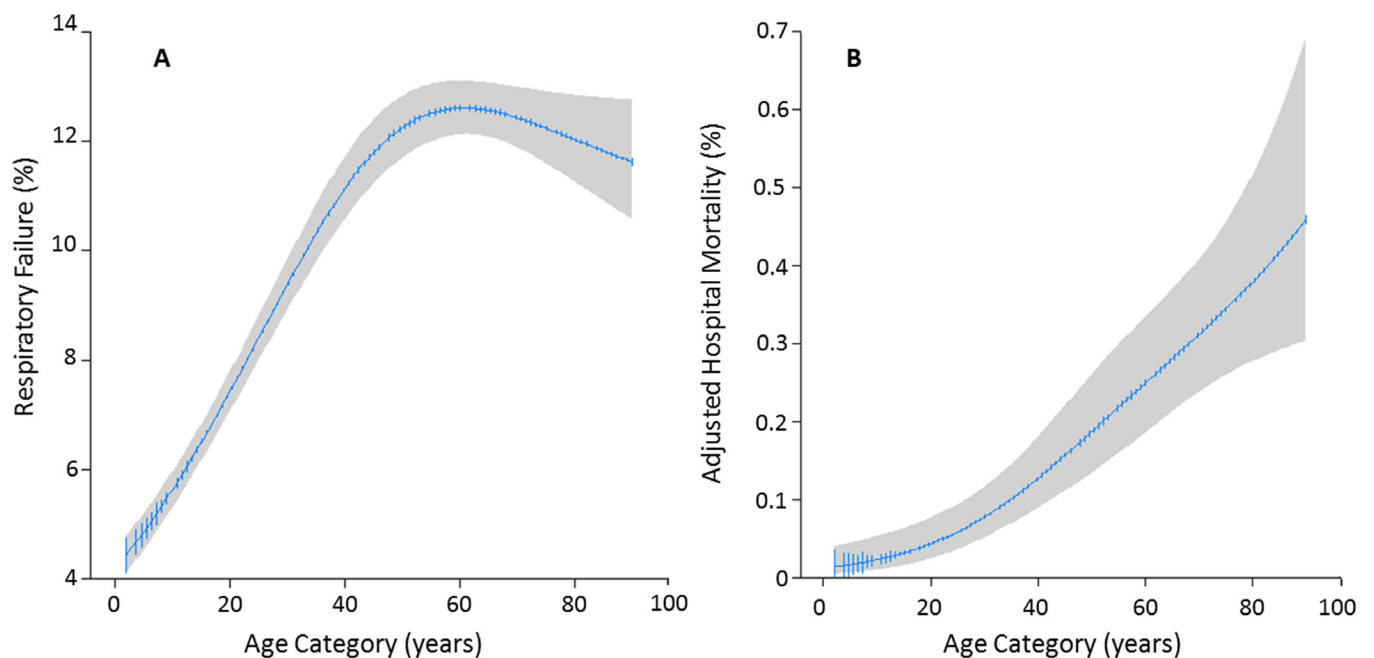 A
Respiratory Failure (%)
14
12
10
8
6
4
0 20 40 60 80 100
Age Category (years)
B
Adjusted Hospital Mortality (%)
0.7
0.6
0.5
0.4
0.3
0.2
0.1
0
0 20 40 60 80 100
Age Category (years)